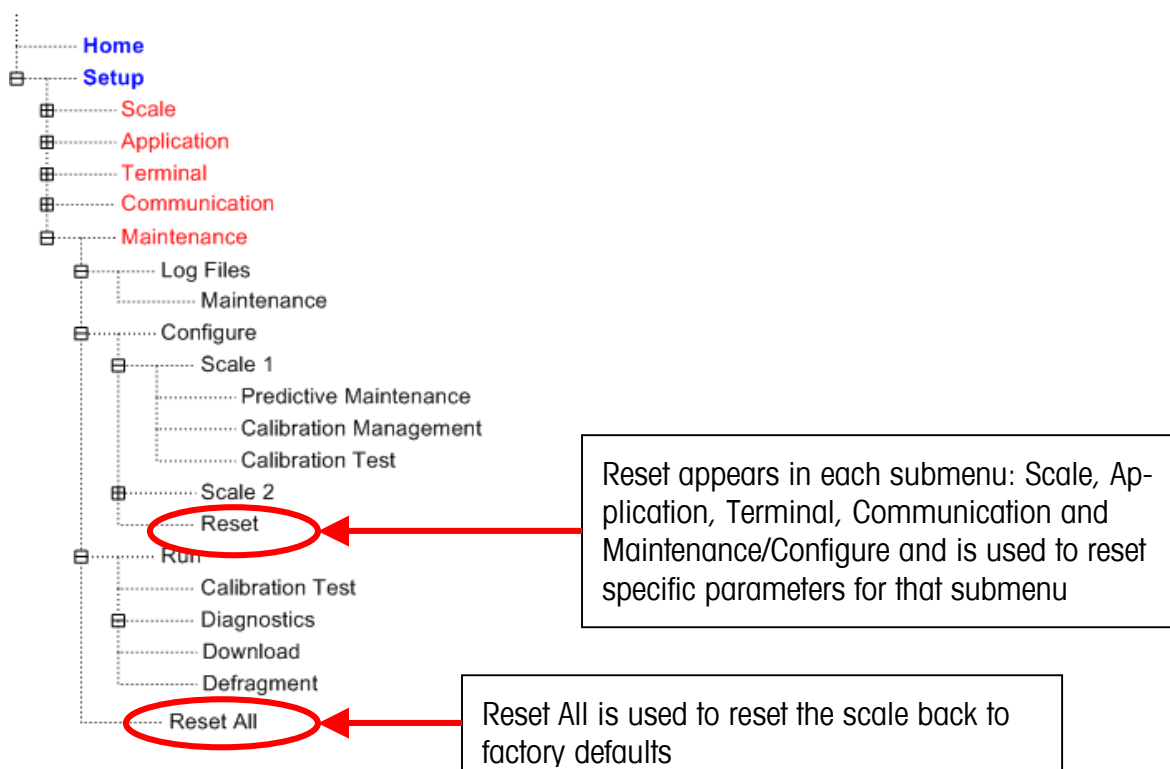 Home
Setup
Scale
Application
Terminal
Communication
Maintenance
Log Files
Maintenance
Configure
Scale 1
Predictive Maintenance
Calibration Management
Calibration Test
Scale 2
Reset
Run
Calibration Test
Diagnostics
Download
Defragment
Reset All
Reset appears in each submenu: Scale, Ap-
plication, Terminal, Communication and
Maintenance/Configure and is used to reset
specific parameters for that submenu
Reset All is used to reset the scale back to
factory defaults